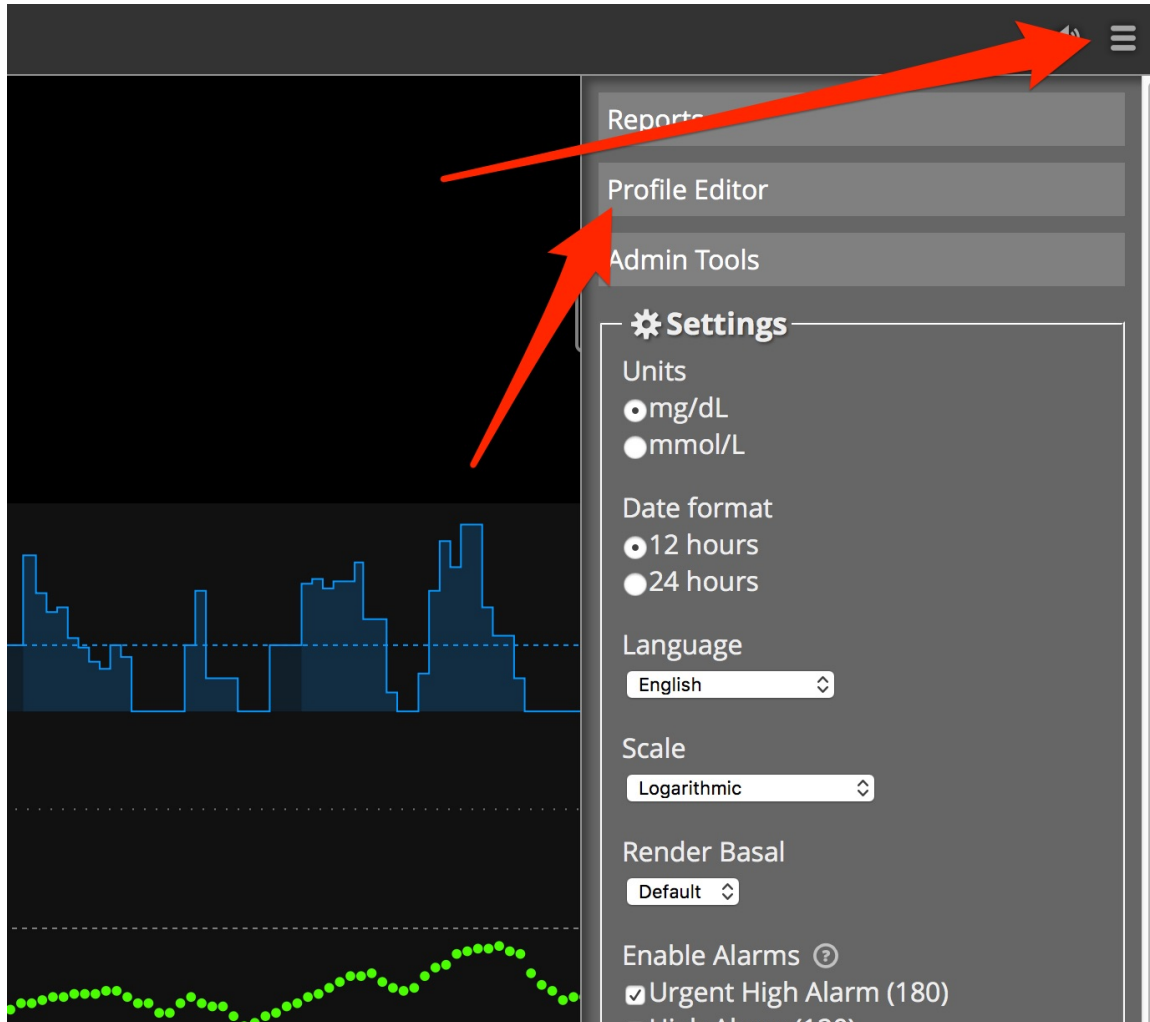 Reports
Profile Editor
Admin Tools
Settings
Units
mg/dL
mmol/L
Date format
12 hours
24 hours
Language
English
Scale
Logarithmic
Render Basal
Default
Enable Alarms ?
Urgent High Alarm (180)